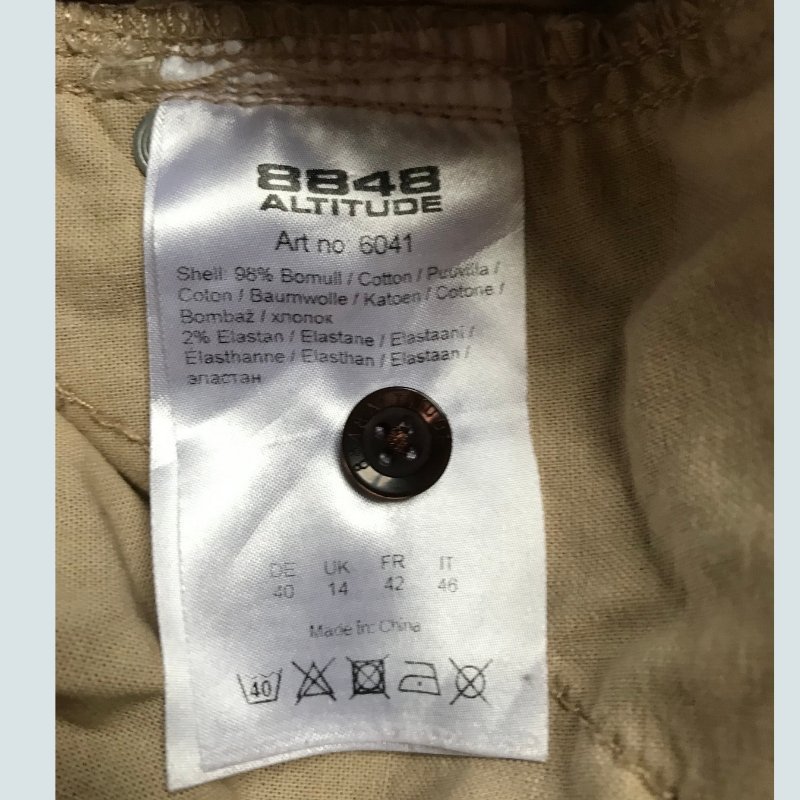 8848
ALTITUDE
Art no 6041
Shell: 98% Bomull / Cotton / Puuvilla /
Coton / Baumwolle / Katoen / Cotone /
Bombaž / хлопок
2% Elastan / Elastane / Elastaani /
Élasthanne / Elasthan / Elastaan /
эластан
DE UK FR IT
40 14 42 46
Made in: China
40